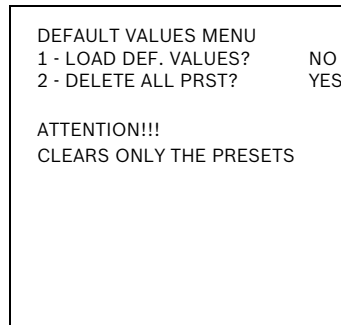 DEFAULT VALUES MENU
1 - LOAD DEF. VALUES? NO
2 - DELETE ALL PRST? YES
ATTENTION!!!
CLEARS ONLY THE PRESETS